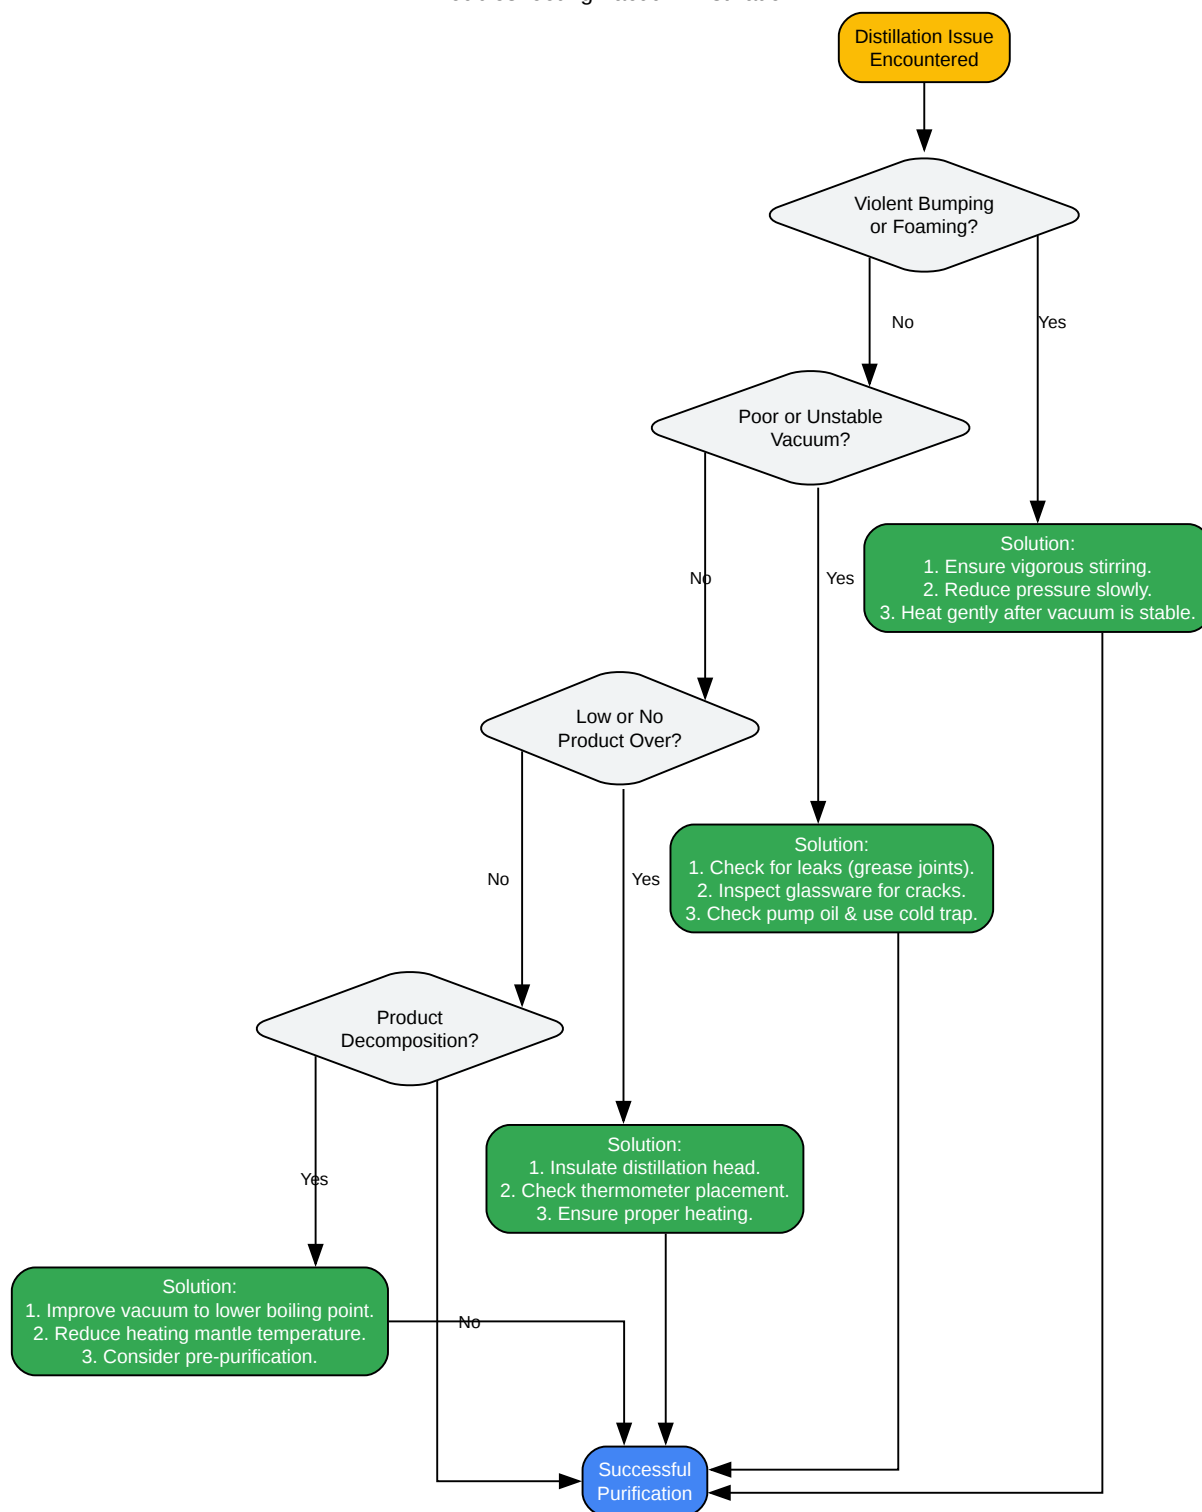 Distillation Issue
Encountered
Violent Bumping
or Foaming?
No
Yes
Poor or Unstable
Vacuum?
No
Yes
Solution:
1. Ensure vigorous stirring.
2. Reduce pressure slowly.
3. Heat gently after vacuum is stable.
Low or No
Product Over?
No
Yes
Solution:
1. Check for leaks (grease joints).
2. Inspect glassware for cracks.
3. Check pump oil & use cold trap.
Product
Decomposition?
Yes
Solution:
1. Insulate distillation head.
2. Check thermometer placement.
3. Ensure proper heating.
Solution:
1. Improve vacuum to lower boiling point.
2. Reduce heating mantle temperature.
3. Consider pre-purification.
No
Successful
Purification